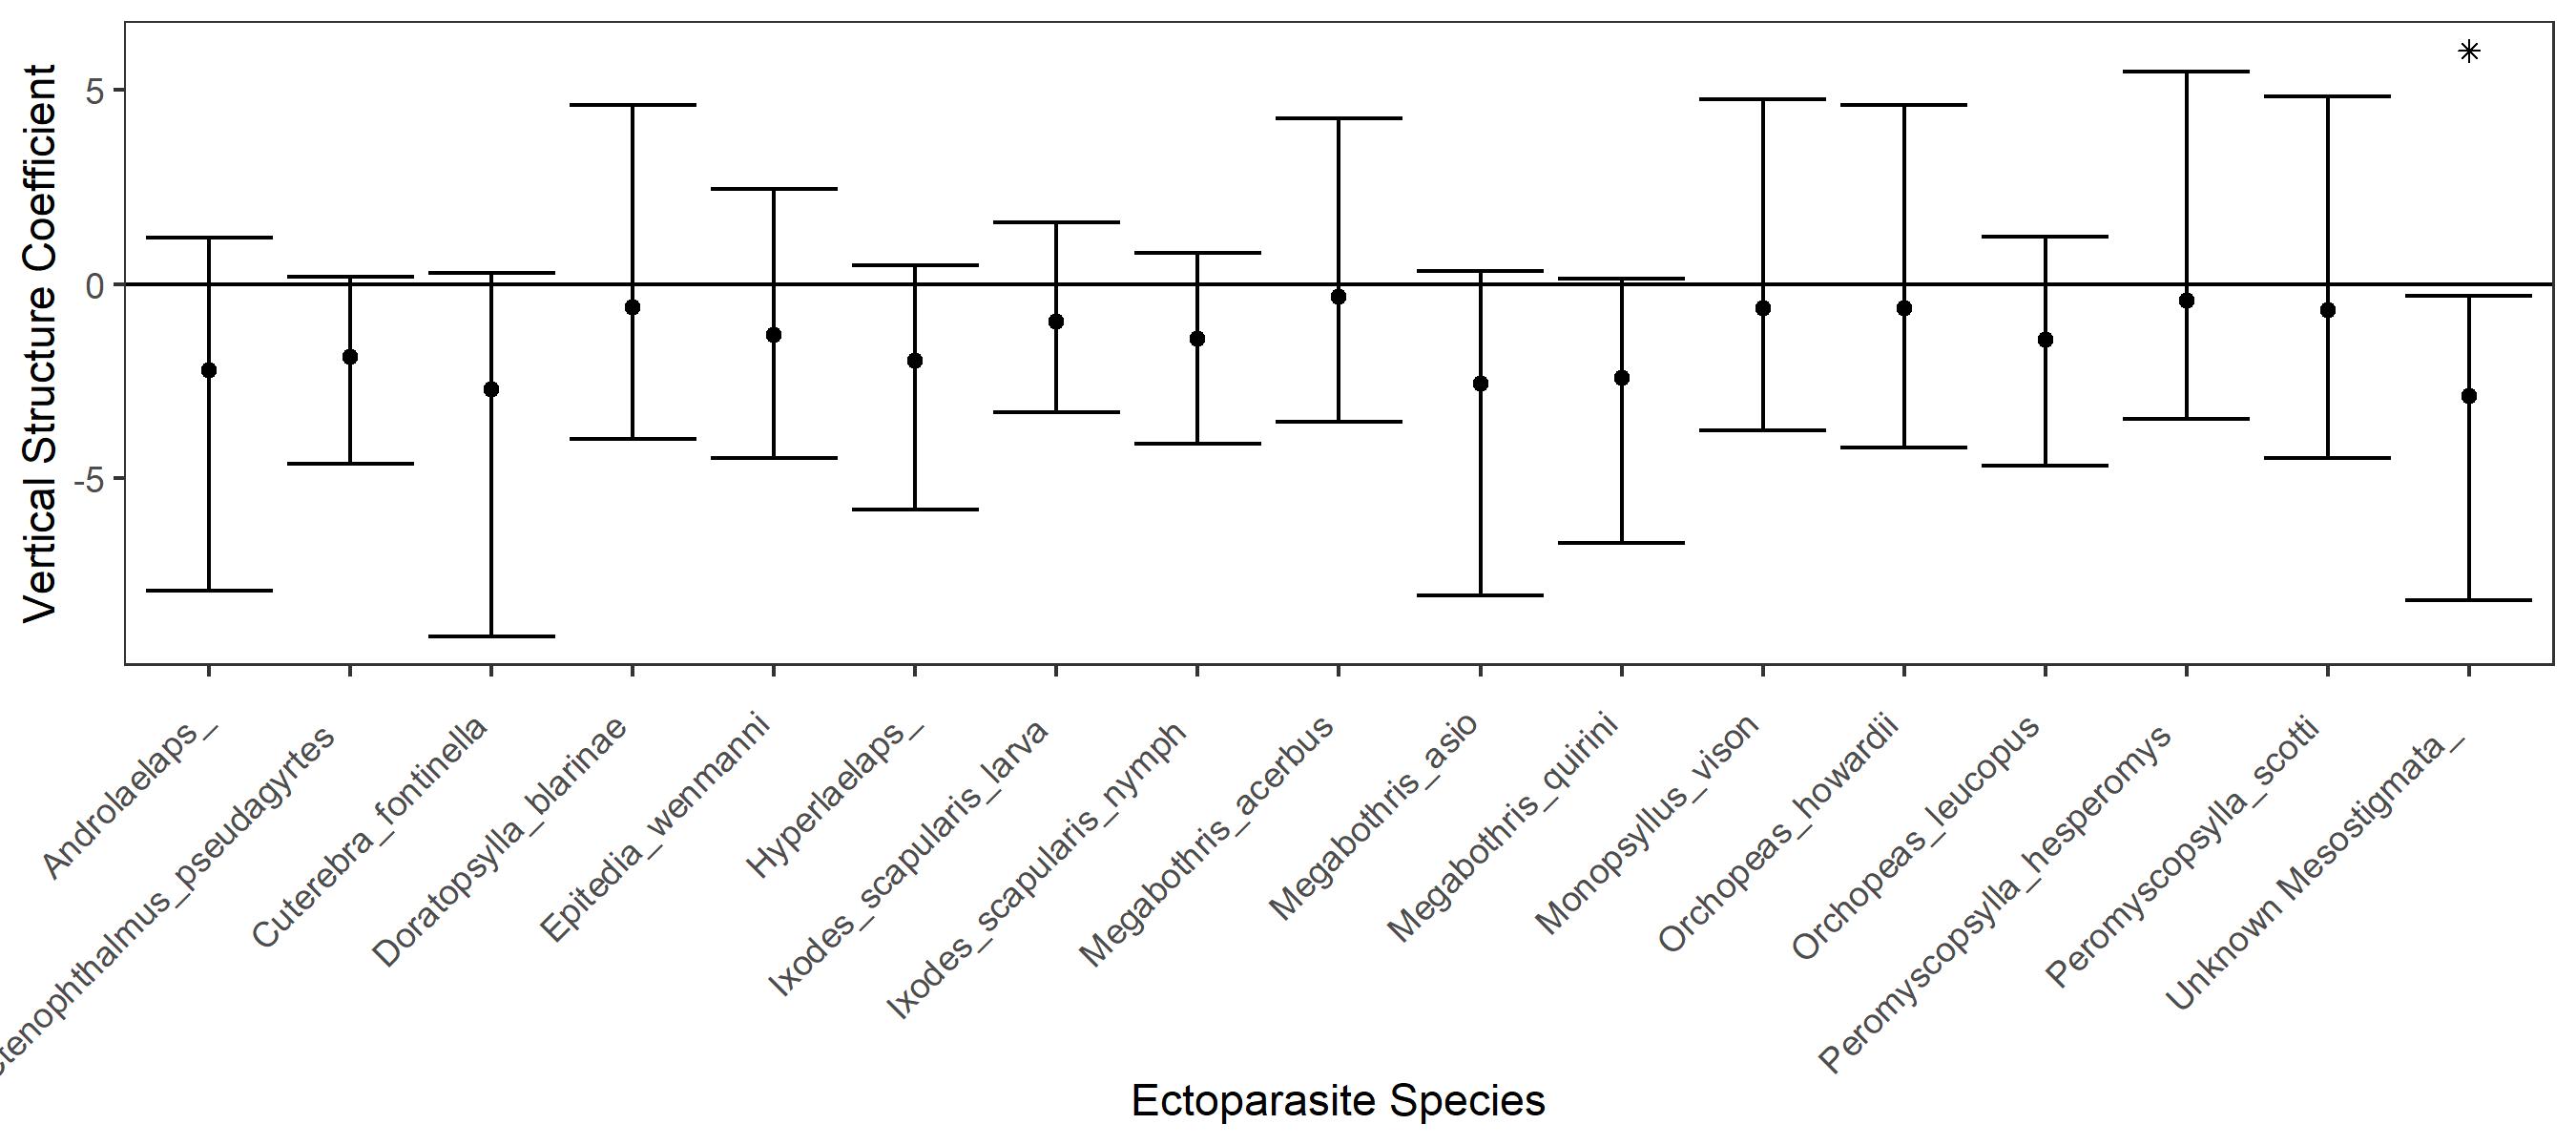 Vertical Structure Coefficient
5
0
-5
Androlaelaps_
tenophthalmus_pseudagyrtes
Cuterebra_fontinella
Doratopsylla_blarinae
Epitedia_wenmanni
Hyperlaelaps_
Ixodes_scapularis_larva
Ixodes_scapularis_nymph
Megabothris_acerbus
Megabothris_asio
Megabothris_quirini
Monopsyllus_vison
Orchopeas_howardii
Orchopeas_leucopus
Peromyscopsylla_hesperomys
Peromyscopsylla_scotti
Unknown Mesostigmata_
*
Ectoparasite Species